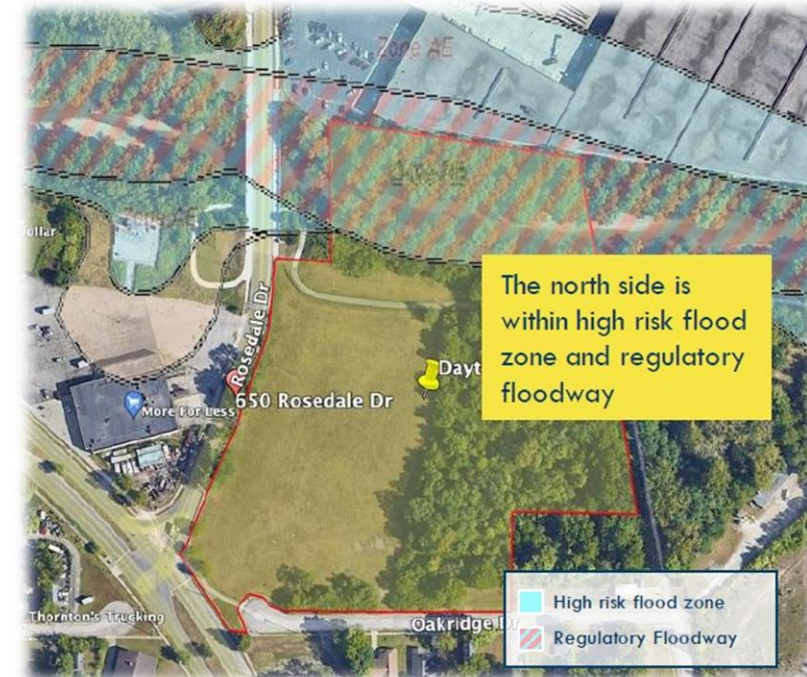 Zone AE
Zone AE
Zone AE
ollar
Rosedale Dr
The north side is
within high risk flood
zone and regulatory
floodway
Dayt
650 Rosedale Dr
More For Less
Thornton's Trucking
Oakridge Dr
High risk flood zone
Regulatory Floodway